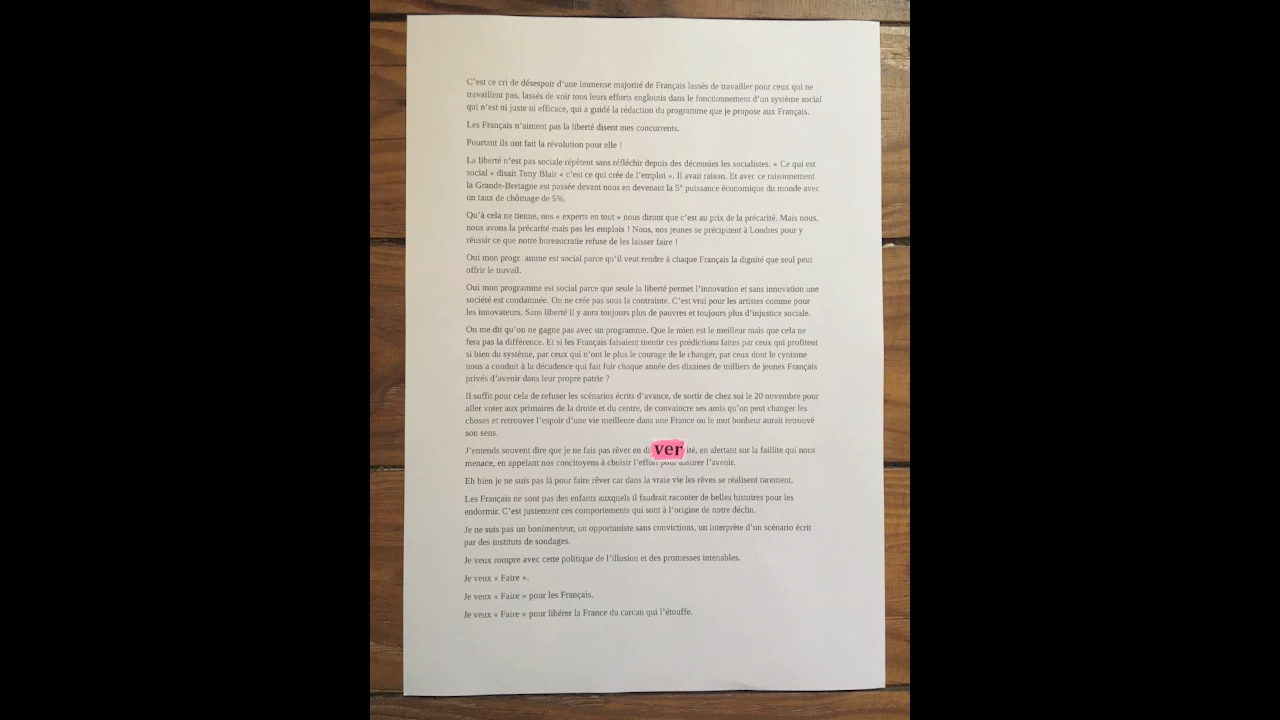 C’est ce cri de désespoir d’une immense majorité de Français lassés de travailler pour ceux qui ne
travaillent pas, lassés de voir tous leurs efforts engloutis dans le fonctionnement d’un système social
qui n’est ni juste ni efficace, qui a guidé la rédaction du programme que je propose aux Français.
Les Français n’aiment pas la liberté disent mes concurrents.
Pourtant ils ont fait la révolution pour elle !
La liberté n’est pas sociale répètent sans réfléchir depuis des décennies les socialistes. « Ce qui est
social » disait Tony Blair « c’est ce qui crée de l’emploi ». Il avait raison. Et avec ce raisonnement
la Grande-Bretagne est passée devant nous en devenant la 5e puissance économique du monde avec
un taux de chômage de 5%.
Qu’à cela ne tienne, nos « experts en tout » nous diront que c’est au prix de la précarité. Mais nous,
nous avons la précarité mais pas les emplois ! Nous, nos jeunes se précipitent à Londres pour y
réussir ce que notre bureaucratie refuse de les laisser faire !
Oui mon progr amme est social parce qu’il veut rendre à chaque Français la dignité que seul peut
offrir le travail.
Oui mon programme est social parce que seule la liberté permet l’innovation et sans innovation une
société est condamnée. On ne crée pas sous la contrainte. C’est vrai pour les artistes comme pour
les innovateurs. Sans liberté il y aura toujours plus de pauvres et toujours plus d’injustice sociale.
On me dit qu’on ne gagne pas avec un programme. Que le mien est le meilleur mais que cela ne
fera pas la différence. Et si les Français faisaient mentir ces prédictions faites par ceux qui profitent
si bien du système, par ceux qui n’ont le plus le courage de le changer, par ceux dont le cynisme
nous a conduit à la décadence qui fait fuir chaque année des dizaines de milliers de jeunes Français
privés d’avenir dans leur propre patrie ?
Il suffit pour cela de refuser les scénarios écrits d’avance, de sortir de chez soi le 20 novembre pour
aller voter aux primaires de la droite et du centre, de convaincre ses amis qu’on peut changer les
choses et retrouver l’espoir d’une vie meilleure dans une France ou le mot bonheur aurait retrouvé
son sens.
J’entends souvent dire que je ne fais pas rêver en di ver ité, en alertant sur la faillite qui nous
menace, en appelant nos concitoyens à choisir l’effort pour assurer l’avenir.
Eh bien je ne suis pas là pour faire rêver car dans la vraie vie les rêves se réalisent rarement.
Les Français ne sont pas des enfants auxquels il faudrait raconter de belles histoires pour les
endormir. C’est justement ces comportements qui sont à l’origine de notre déclin.
Je ne suis pas un bonimenteur, un opportuniste sans convictions, un interprète d’un scénario écrit
par des instituts de sondages.
Je veux rompre avec cette politique de l’illusion et des promesses intenables.
Je veux « Faire ».
Je veux « Faire » pour les Français.
Je veux « Faire » pour libérer la France du carcan qui l’étouffe.